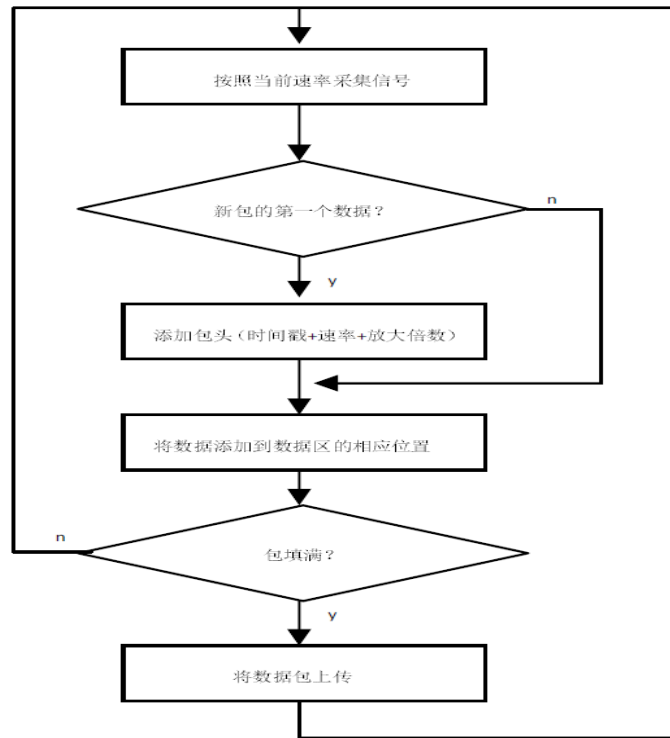 按照当前速率采集信号
新包的第一个数据?
n
y
添加包头(时间戳+速率+放大倍数)
将数据添加到数据区的相应位置
n
包填满?
y
将数据包上传